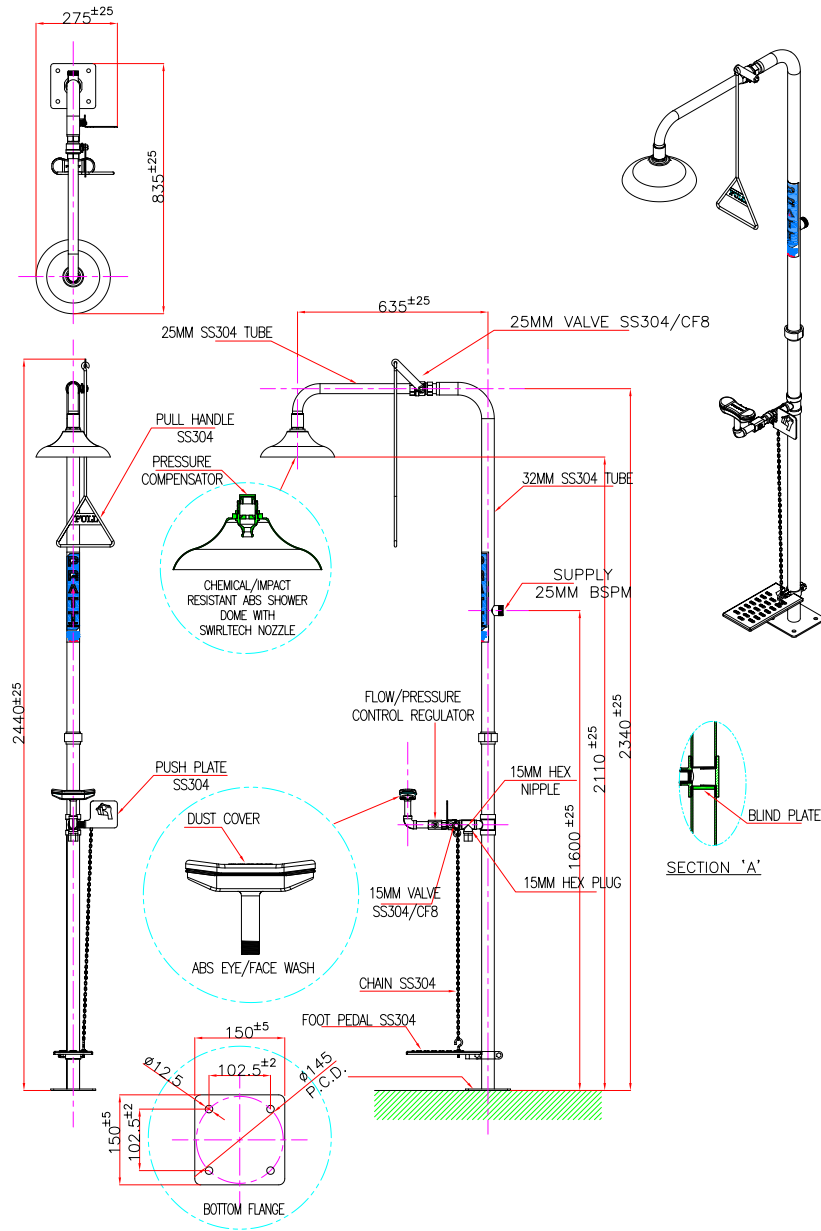 275±25
835±25
PULL
635±25
25MM SS304 TUBE
25MM VALVE SS304/CF8
PULL HANDLE
SS304
PRESSURE
COMPENSATOR
32MM SS304 TUBE
PULL
CHEMICAL/IMPACT
RESISTANT ABS SHOWER
DOME WITH
SWIRLTECH NOZZLE
SUPPLY
25MM BSPM
2440±25
FLOW/PRESSURE
CONTROL REGULATOR
2340±25
2110±25
1600±25
PUSH PLATE
SS304
15MM HEX
NIPPLE
DUST COVER
BLIND PLATE
SECTION 'A'
15MM VALVE
SS304/CF8
15MM HEX PLUG
ABS EYE/FACE WASH
CHAIN SS304
FOOT PEDAL SS304
150±5
102.5±2
ø12.5
ø145
P.C.D.
150±5
102.5±2
BOTTOM FLANGE